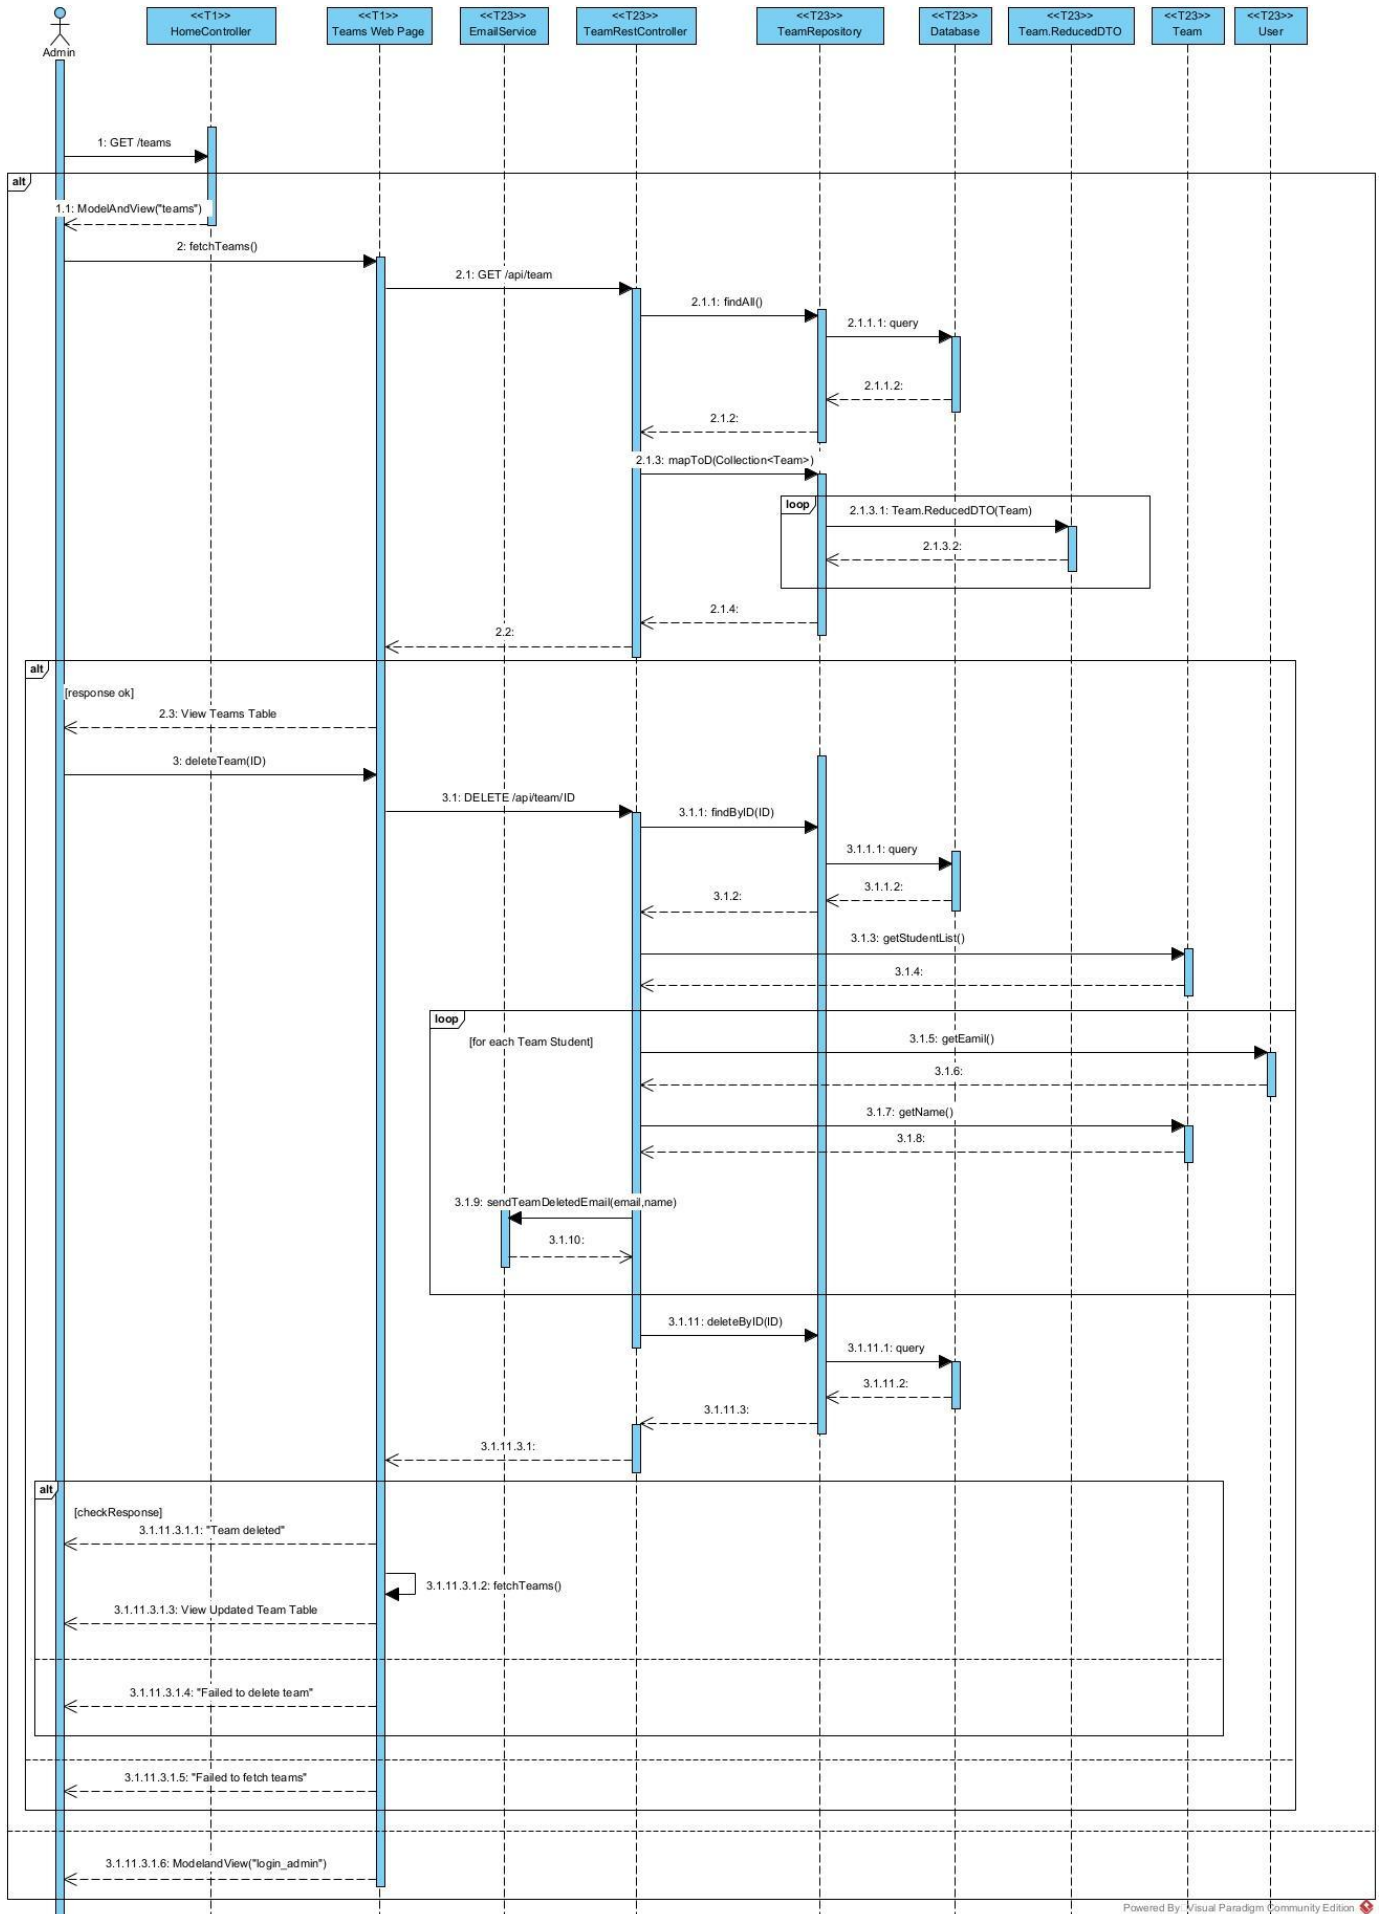 <<T1>>
HomeController
<<T1>>
Teams Web Page
<<T23>>
EmailService
<<T23>>
TeamRestController
<<T23>>
TeamRepository
<<T23>>
Database
<<T23>>
Team.ReducedDTO
<<T23>>
Team
<<T23>>
User
Admin
1: GET /teams
alt
1.1: ModelAndView("teams")
2: fetchTeams()
2.1: GET /api/team
2.1.1: findAll()
2.1.1.1: query
2.1.1.2:
2.1.2:
2.1.3: mapToD(Collection<Team>)
loop
2.1.3.1: Team.ReducedDTO(Team)
2.1.3.2:
2.1.4:
2.2:
alt
[response ok]
2.3: View Teams Table
3: deleteTeam(ID)
3.1: DELETE /api/team/ID
3.1.1: findByID(ID)
3.1.1.1: query
3.1.1.2:
3.1.2:
3.1.3: getStudentList()
3.1.4:
loop
[for each Team Student]
3.1.5: getEamil()
3.1.6:
3.1.7: getName()
3.1.8:
3.1.9: sendTeamDeletedEmail(email,name)
3.1.10:
3.1.11: deleteByID(ID)
3.1.11.1: query
3.1.11.2:
3.1.11.3:
3.1.11.3.1:
alt
[checkResponse]
3.1.11.3.1.1: "Team deleted"
3.1.11.3.1.2: fetchTeams()
3.1.11.3.1.3: View Updated Team Table
3.1.11.3.1.4: "Failed to delete team"
3.1.11.3.1.5: "Failed to fetch teams"
3.1.11.3.1.6: ModelandView("login_admin")
Powered By: Visual Paradigm Community Edition